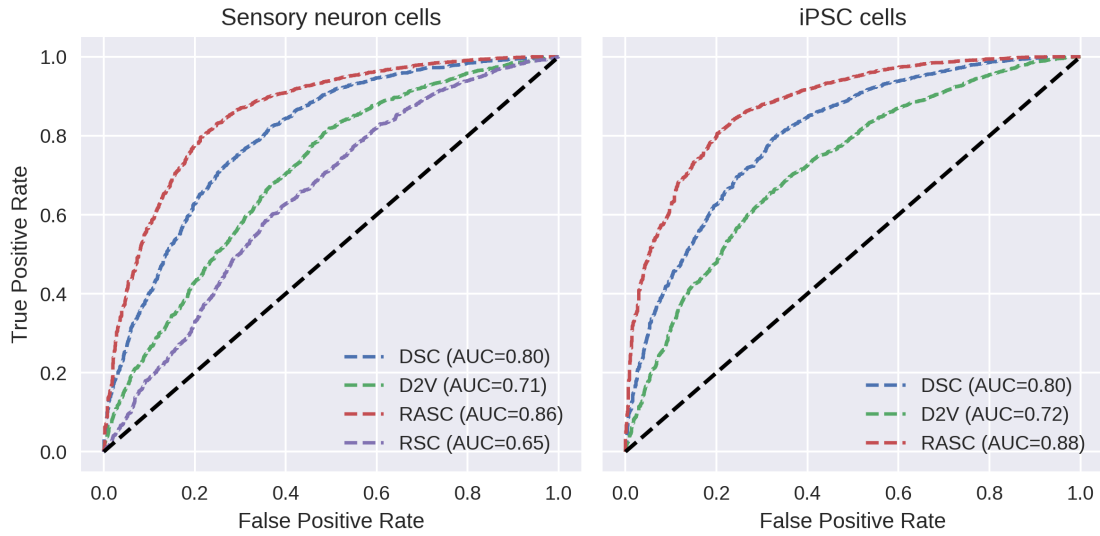 Sensory neuron cells
True Positive Rate
1.0
0.8
0.6
0.4
0.2
0.0
DSC (AUC=0.80)
D2V (AUC=0.71)
RASC (AUC=0.86)
RSC (AUC=0.65)
0.0 0.2 0.4 0.6 0.8 1.0
False Positive Rate
iPSC cells
DSC (AUC=0.80)
D2V (AUC=0.72)
RASC (AUC=0.88)
0.0 0.2 0.4 0.6 0.8 1.0
False Positive Rate